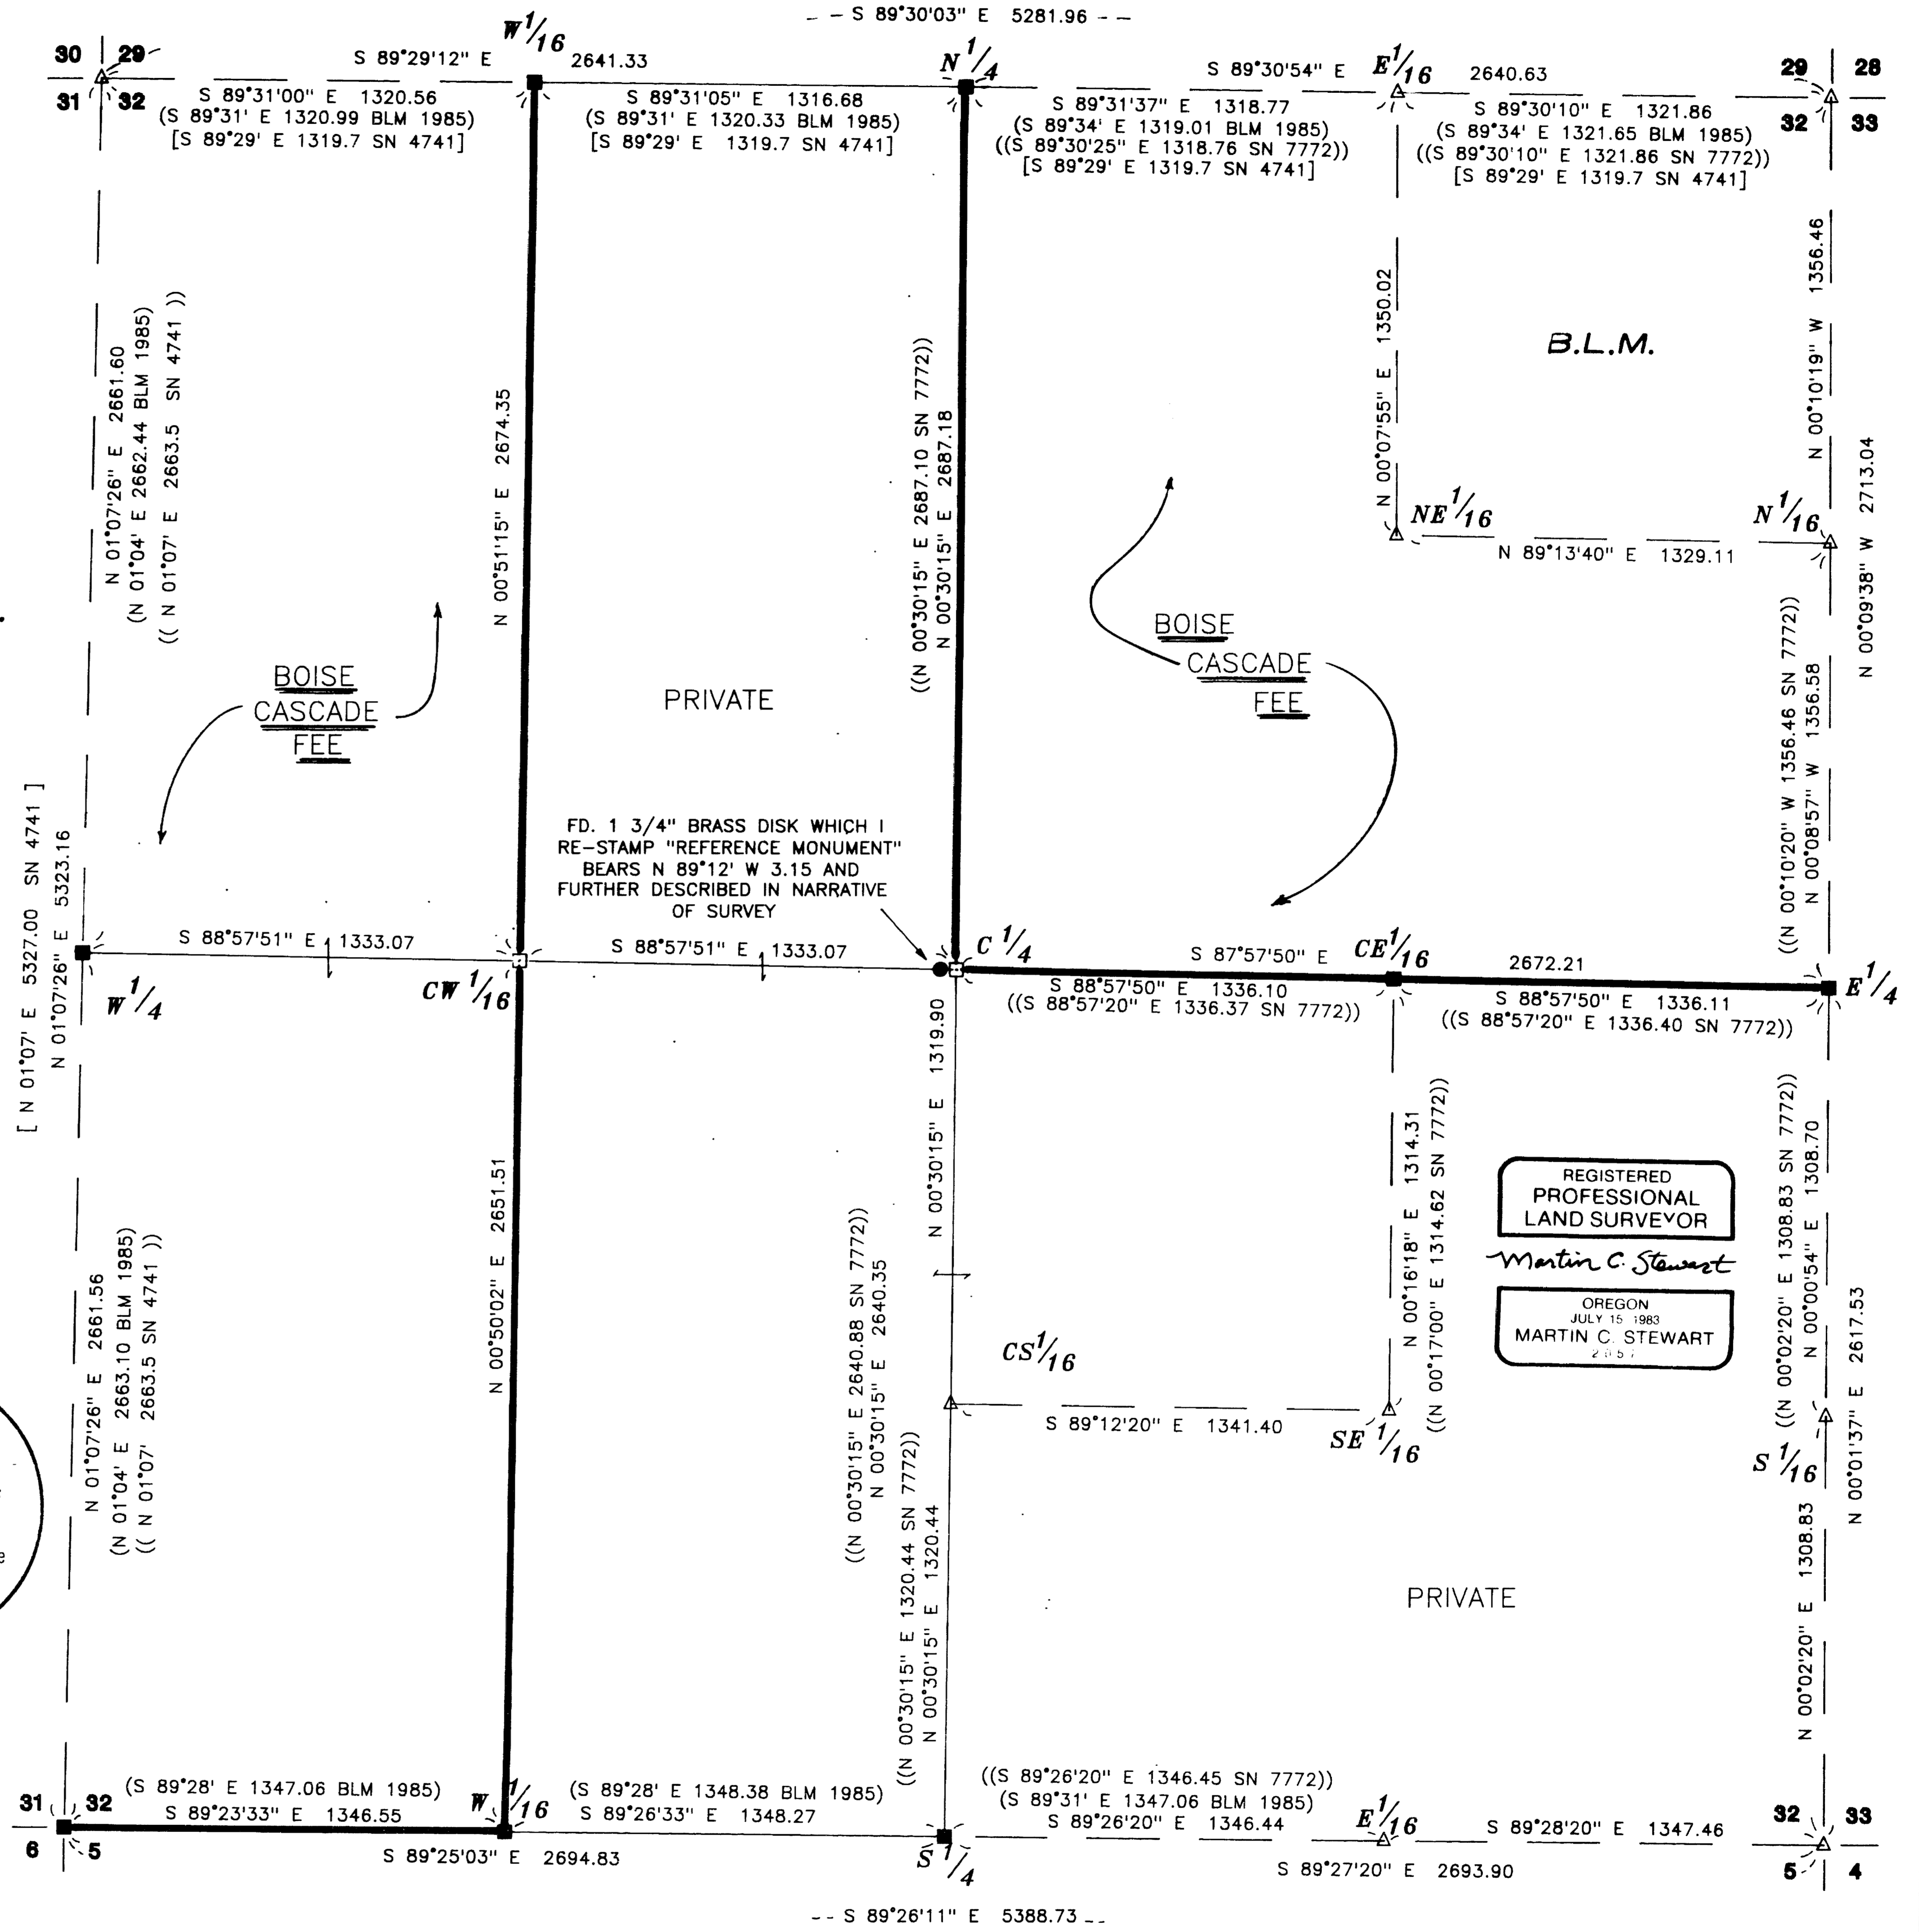 -- S 89°30'03" E 5281.96 --
W 1/16
N 1/4
E 1/16
30 29
31 32
29 28
32 33
S 89°29'12" E 2641.33
S 89°30'54" E 2640.63
S 89°31'00" E 1320.56
(S 89°31' E 1320.99 BLM 1985)
[S 89°29' E 1319.7 SN 4741]
S 89°31'05" E 1316.68
(S 89°31' E 1320.33 BLM 1985)
[S 89°29' E 1319.7 SN 4741]
S 89°31'37" E 1318.77
(S 89°34' E 1319.01 BLM 1985)
((S 89°30'25" E 1318.76 SN 7772))
[S 89°29' E 1319.7 SN 4741]
S 89°30'10" E 1321.86
(S 89°34' E 1321.65 BLM 1985)
((S 89°30'10" E 1321.86 SN 7772))
[S 89°29' E 1319.7 SN 4741]
N 01°07'26" E 2661.60
(N 01°04' E 2662.44 BLM 1985)
(( N 01°07' E 2663.5 SN 4741 ))
N 00°51'15" E 2674.35
((N 00°30'15" E 2687.10 SN 7772))
N 00°30'15" E 2687.18
N 00°07'55" E 1350.02
B.L.M.
N 00°10'19" W 1356.46
N 00°09'38" W 2713.04
NE 1/16
N 1/16
N 89°13'40" E 1329.11
((N 00°10'20" W 1356.46 SN 7772))
N 00°08'57" W 1356.58
BOISE
CASCADE
FEE
PRIVATE
BOISE
CASCADE
FEE
[ N 01°07' E 5327.00 SN 4741 ]
N 01°07'26" E 5323.16
FD. 1 3/4" BRASS DISK WHICH I
RE-STAMP "REFERENCE MONUMENT"
BEARS N 89°12' W 3.15 AND
FURTHER DESCRIBED IN NARRATIVE
OF SURVEY
S 88°57'51" E 1333.07
S 88°57'51" E 1333.07
W 1/4
CW 1/16
C 1/4
S 87°57'50" E 2672.21
CE 1/16
E 1/4
S 88°57'50" E 1336.10
((S 88°57'20" E 1336.37 SN 7772))
S 88°57'50" E 1336.11
((S 88°57'20" E 1336.40 SN 7772))
N 00°30'15" E 1319.90
N 00°16'18" E 1314.31
((N 00°17'00" E 1314.62 SN 7772))
((N 00°02'20" E 1308.83 SN 7772))
N 00°00'54" E 1308.70
REGISTERED
PROFESSIONAL
LAND SURVEYOR
Martin C. Stewart
OREGON
JULY 15 1983
MARTIN C. STEWART
N 01°07'26" E 2661.56
(N 01°04' E 2663.10 BLM 1985)
(( N 01°07' 2663.5 SN 4741 ))
N 00°50'02" E 2651.51
((N 00°30'15" E 2640.88 SN 7772))
N 00°30'15" E 2640.35
CS 1/16
S 89°12'20" E 1341.40
SE 1/16
S 1/16
N 00°01'37" E 2617.53
((N 00°30'15" E 1320.44 SN 7772))
N 00°30'15" E 1320.44
N 00°02'20" E 1308.83
PRIVATE
31 32
6 5
(S 89°28' E 1347.06 BLM 1985)
S 89°23'33" E 1346.55
W 1/16
(S 89°28' E 1348.38 BLM 1985)
S 89°26'33" E 1348.27
S 89°25'03" E 2694.83
S 1/4
((S 89°26'20" E 1346.45 SN 7772))
(S 89°31' E 1347.06 BLM 1985)
S 89°26'20" E 1346.44
E 1/16
S 89°28'20" E 1347.46
S 89°27'20" E 2693.90
32 33
5 4
-- S 89°26'11" E 5388.73 --